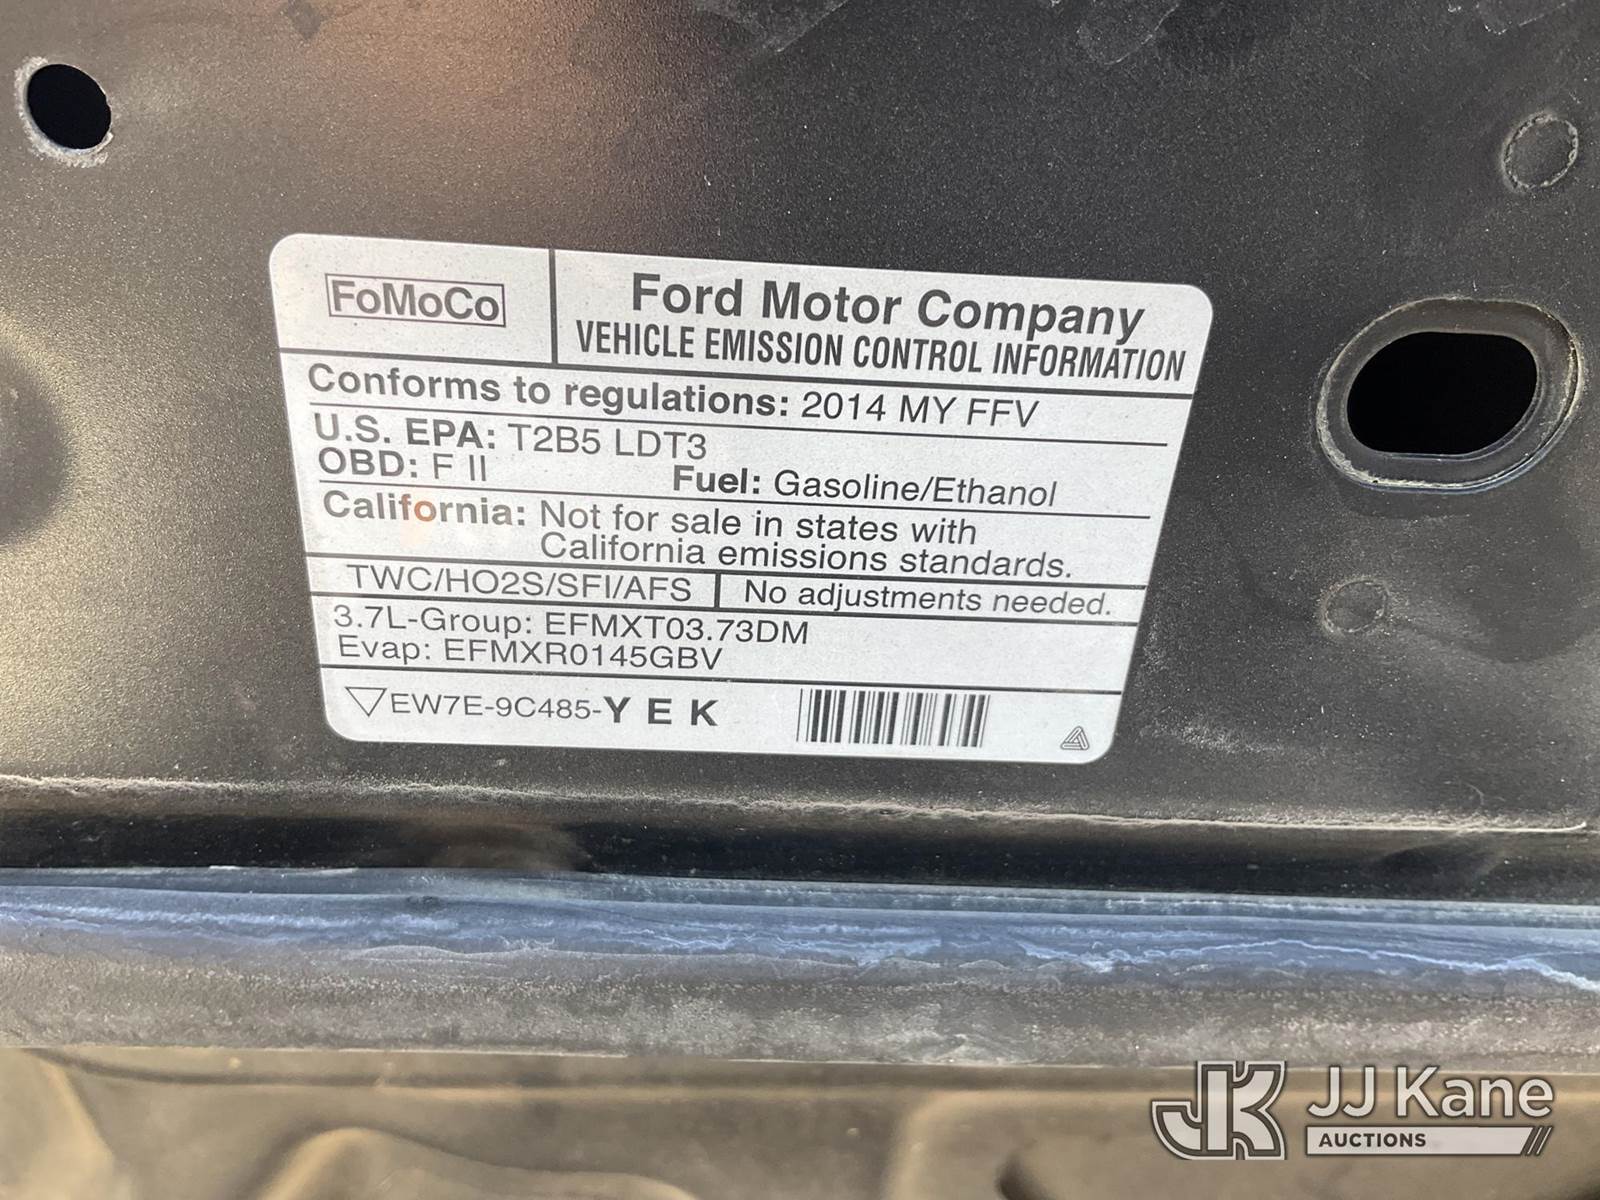 FoMoCo
Ford Motor Company
VEHICLE EMISSION CONTROL INFORMATION
Conforms to regulations: 2014 MY FFV
U.S. EPA: T2B5 LDT3
OBD: F II Fuel: Gasoline/Ethanol
California: Not for sale in states with
California emissions standards.
TWC/HO2S/SFI/AFS No adjustments needed.
3.7L-Group: EFMXT03.73DM
Evap: EFMXR0145GBV
EW7E-9C485-YEK
JK JJ Kane
AUCTIONS